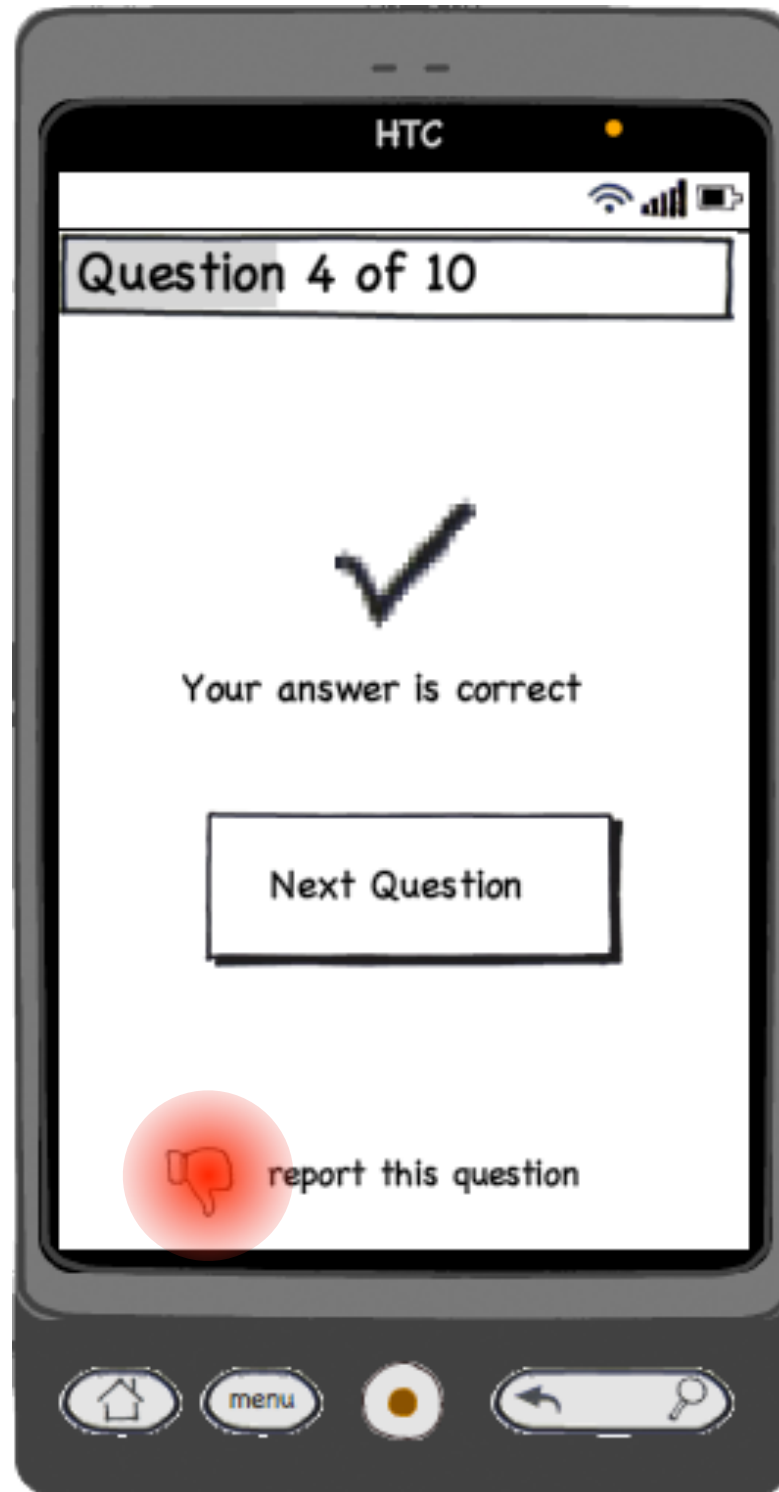 HTC
Question 4 of 10
Your answer is correct
Next Question
report this question
menu